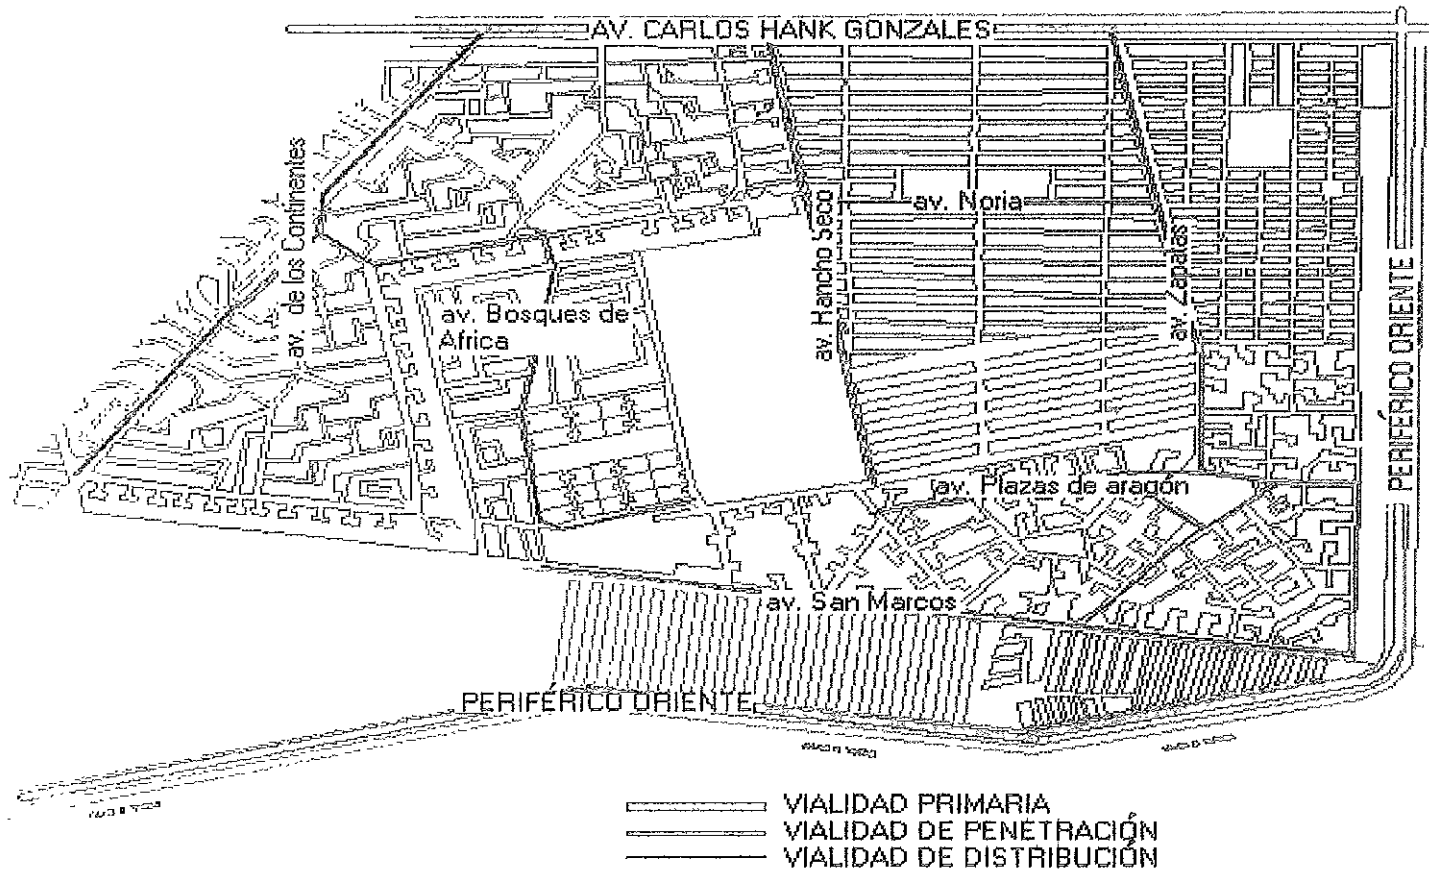 AV. CARLOS HANK GONZALES
av. de los Continentes
av. Rancho Seco
av. Noria
av. Zapatas
PERIFÉRICO ORIENTE
av. Bosques de
Africa
av. Plazas de aragón
av. San Marcos
PERIFÉRICO ORIENTE
VIALIDAD PRIMARIA
VIALIDAD DE PENETRACIÓN
VIALIDAD DE DISTRIBUCIÓN